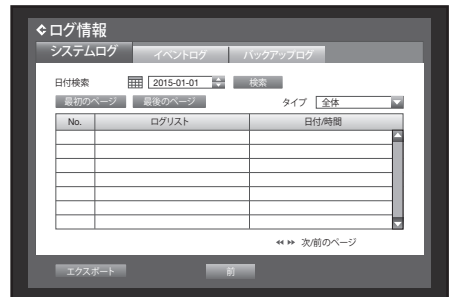 ログ情報
システムログ イベントログ バックアップログ
日付検索 2015-01-01 検索
最初のページ 最後のページ タイプ 全体
No. ログリスト 日付/時間
次/前のページ
エクスポート 前